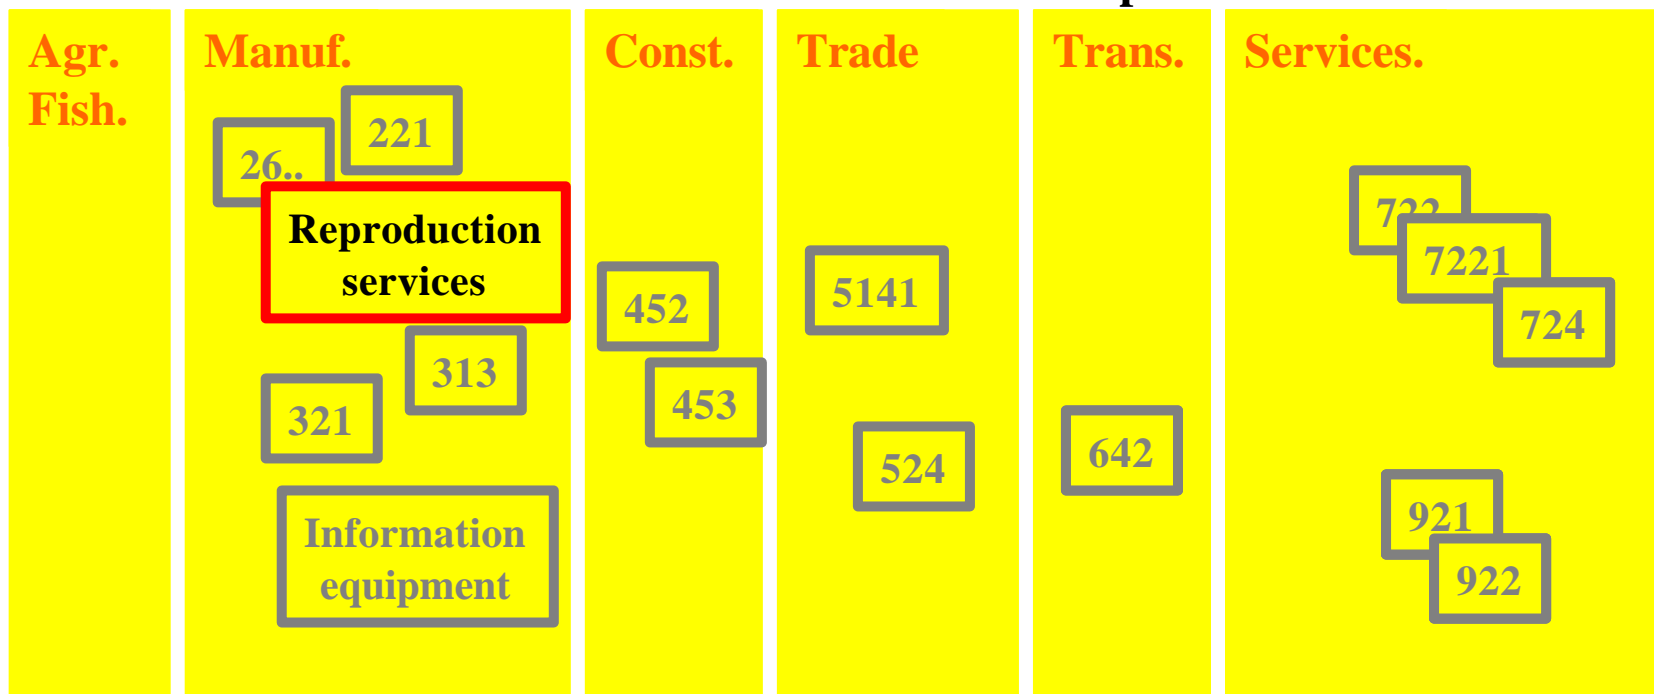 Agr.
Fish.
Manuf.
Const.
Trade
Trans.
Services.
221
26..
Reproduction
services
313
321
Information
equipment
452
453
5141
524
642
7221
724
921
922